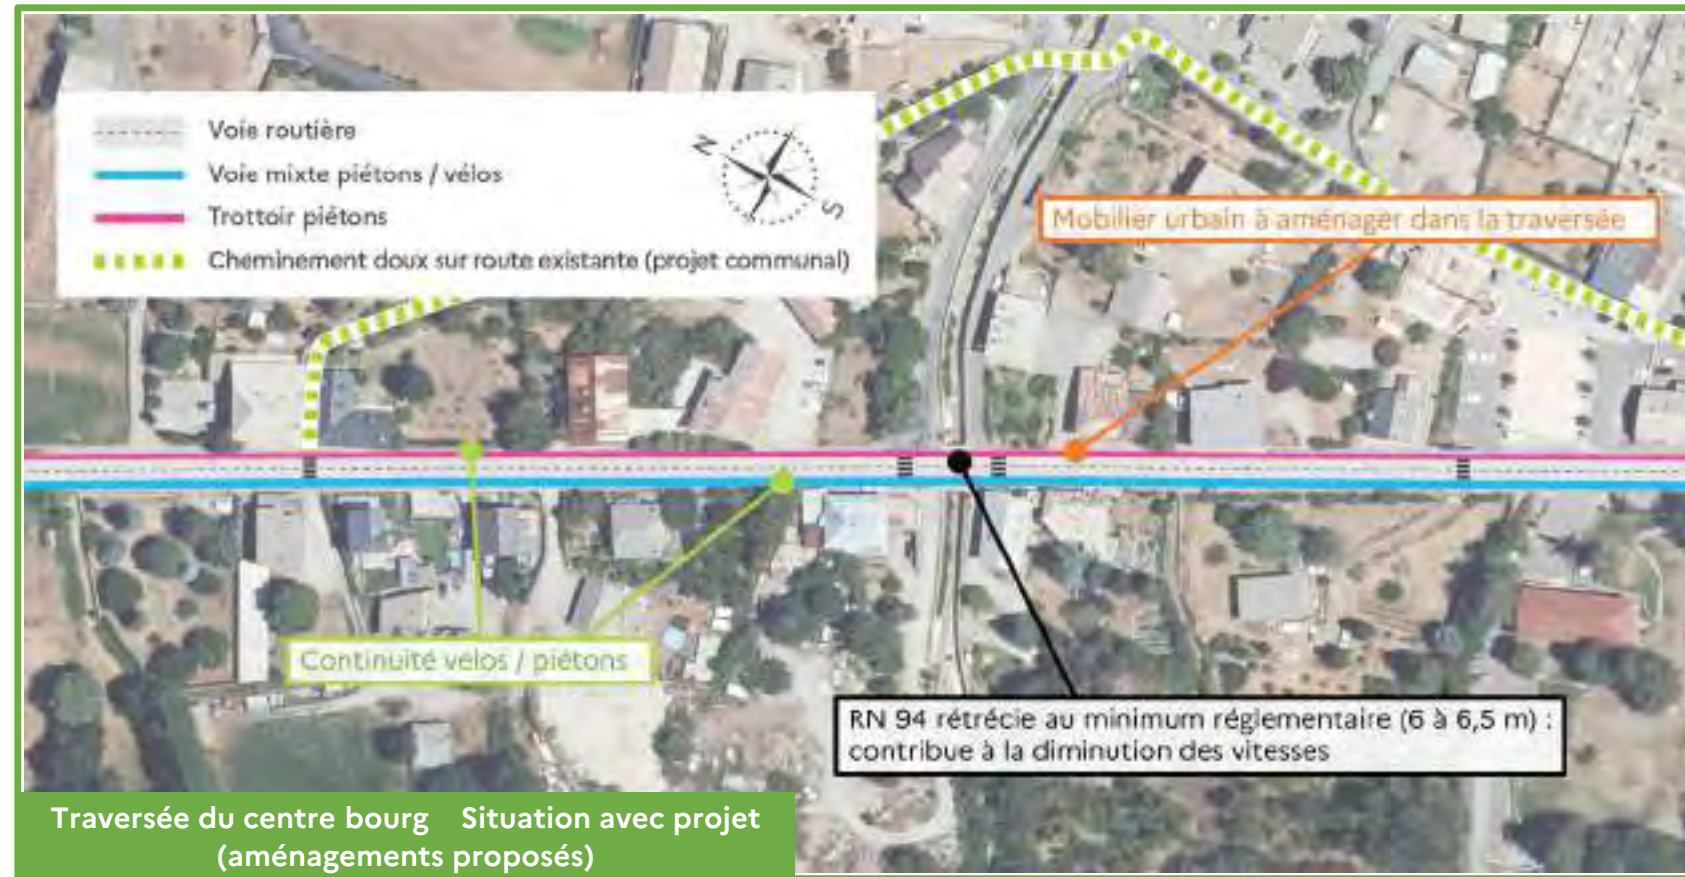 Voie routière
Voie mixte piétons / vélos
Trottoir piétons
Cheminement doux sur route existante (projet communal)
N
S
Mobilier urbain à aménager dans la traversée
Continuité vélos / piétons
RN 94 rétrécie au minimum réglementaire (6 à 6,5 m) :
contribue à la diminution des vitesses
Traversée du centre bourg Situation avec projet
(aménagements proposés)